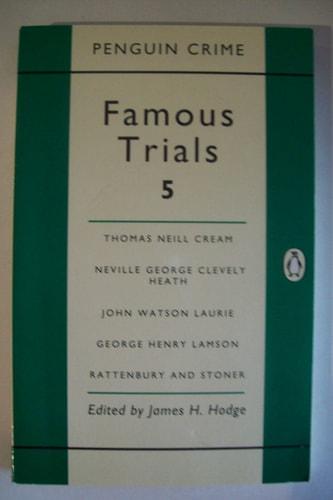 PENGUIN CRIME
Famous
Trials
5
THOMAS NEILL CREAM
NEVILLE GEORGE CLEVELY
HEATH
JOHN WATSON LAURIE
GEORGE HENRY LAMSON
RATTENBURY AND STONER
Edited by James H. Hodge